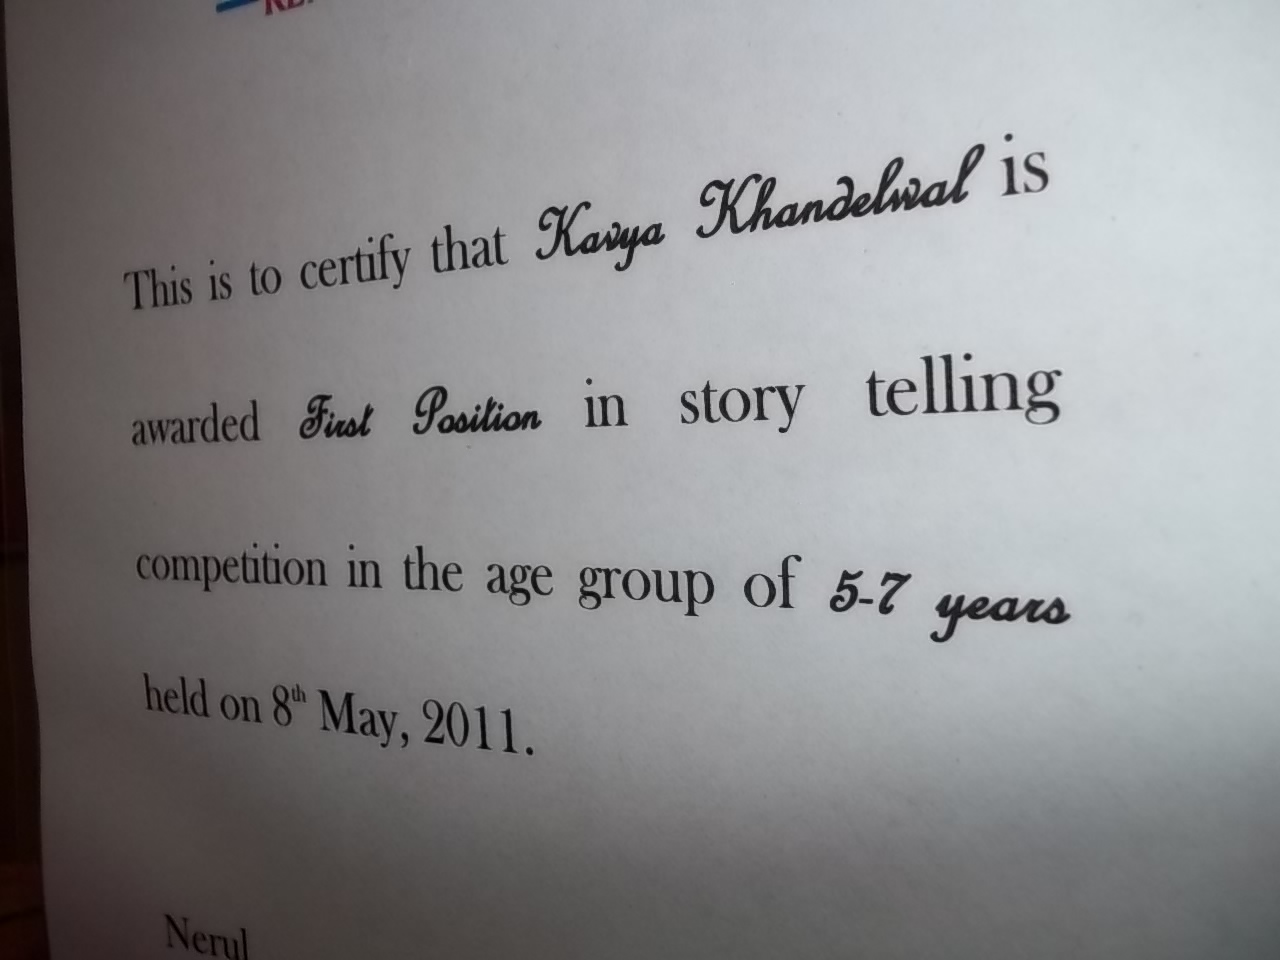 This is to certify that Kavya Khandelwal is
awarded First Position in story telling
competition in the age group of 5-7 years
held on 8th May, 2011.
Nerul